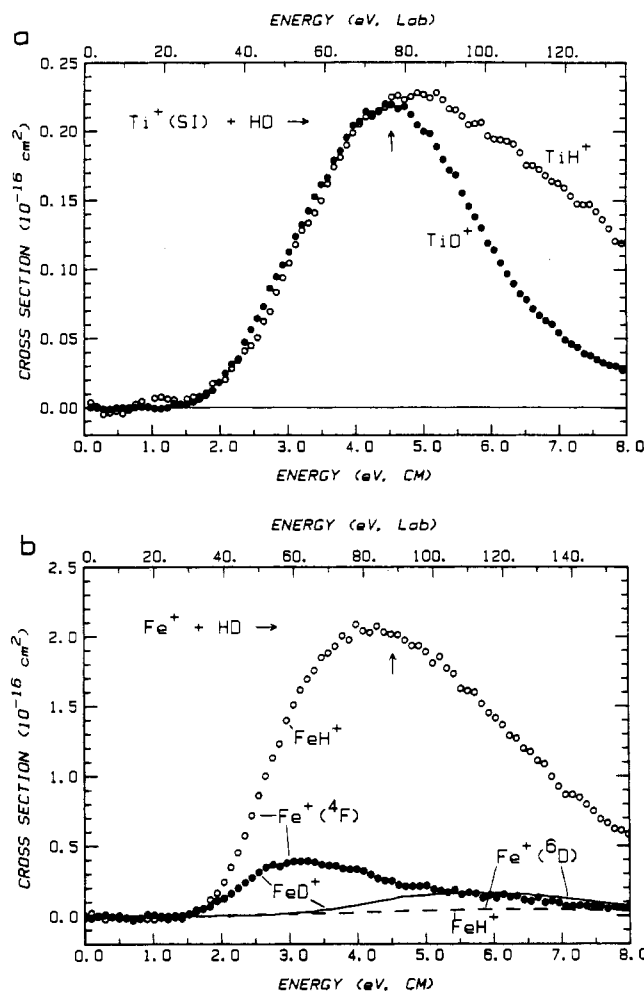 a
ENERGY (eV, Lab)
0. 20. 40. 60. 80. 100. 120.
0.25
0.20
0.15
0.10
0.05
0.00
CROSS SECTION (10⁻¹⁶ cm²)
Ti⁺(SI) + HD →
TiH⁺
TiD⁺
0.0 1.0 2.0 3.0 4.0 5.0 6.0 7.0 8.0
ENERGY (eV, CM)
b
ENERGY (eV, Lab)
0. 20. 40. 60. 80. 100. 120. 140.
2.5
2.0
1.5
1.0
0.5
0.0
CROSS SECTION (10⁻¹⁶ cm²)
Fe⁺ + HD →
FeH⁺
Fe⁺(⁴F)
Fe⁺(⁶D)
FeD⁺
FeH⁺
0.0 1.0 2.0 3.0 4.0 5.0 6.0 7.0 8.0
ENERGY (eV, CM)